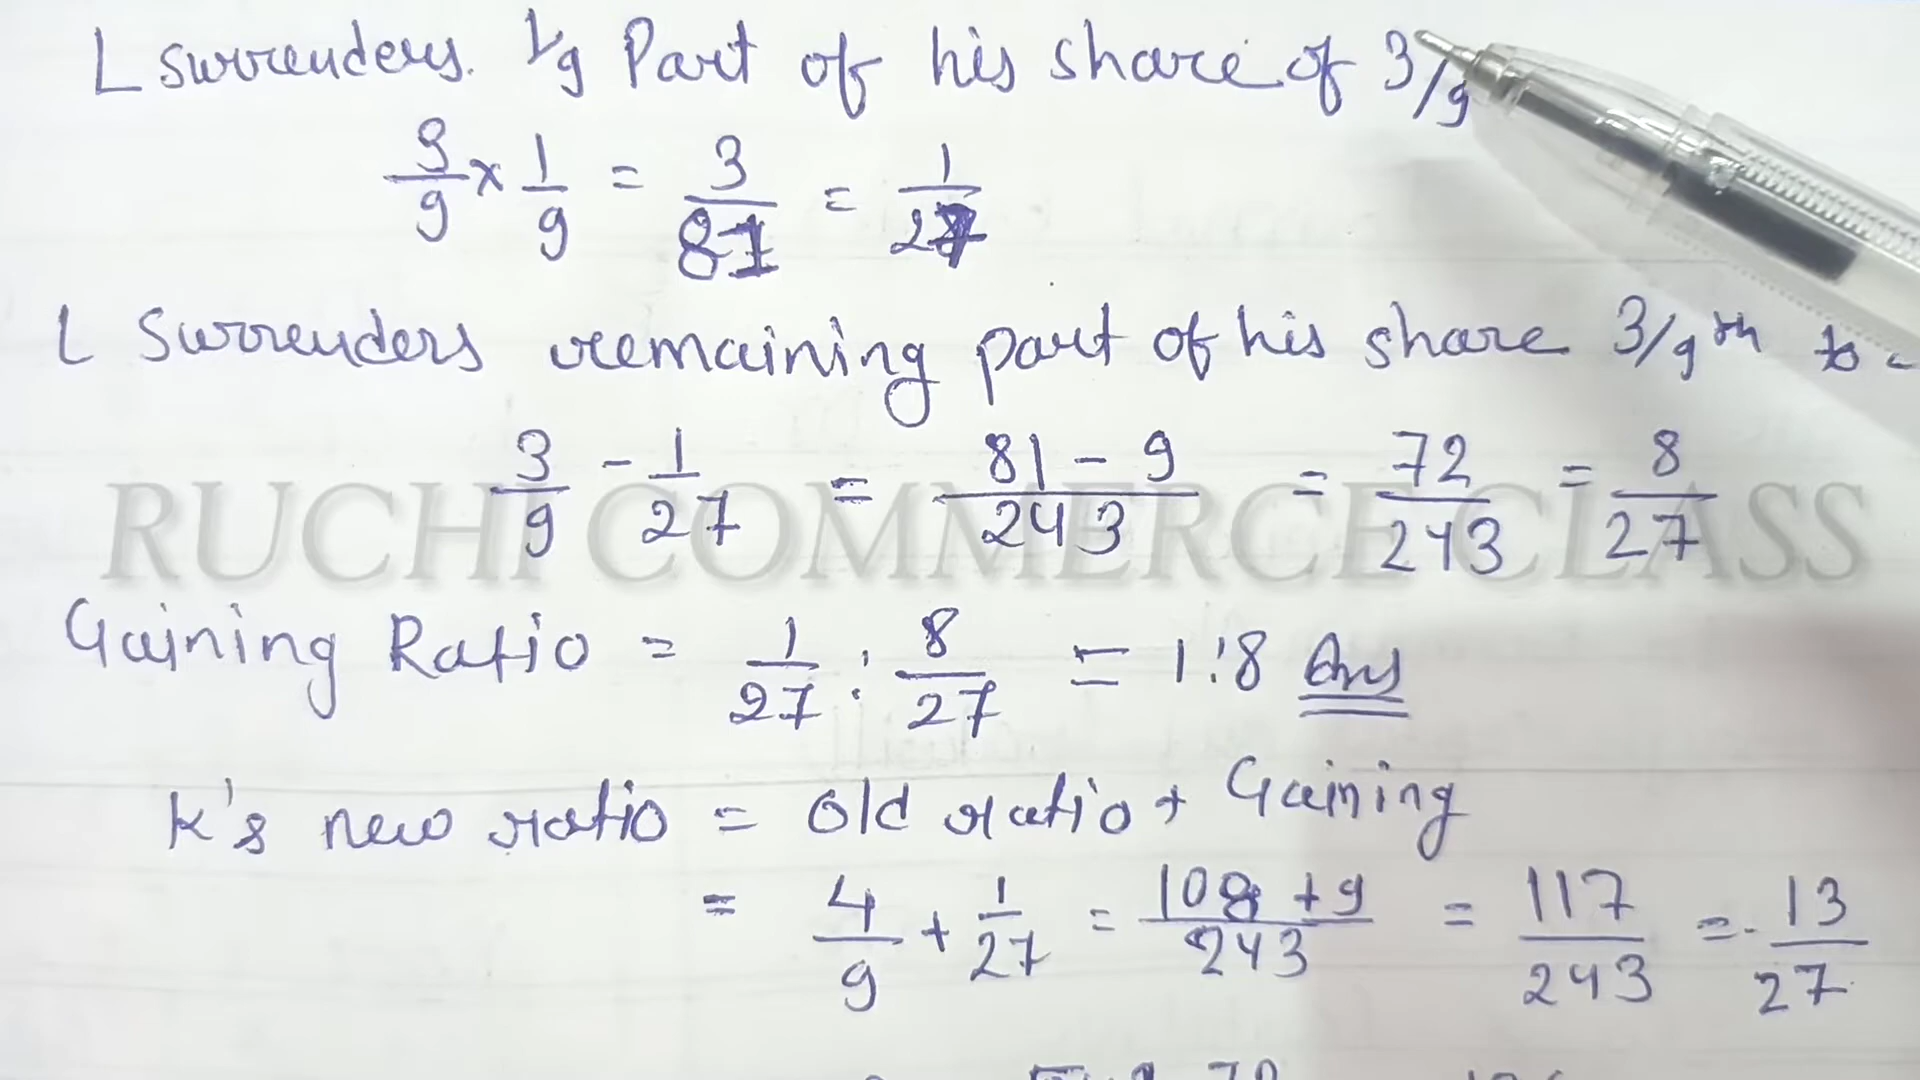 L surrenders. 1/9 Part of his share of 3/9
3/9 × 1/9 = 3/81 = 1/27
L Surrenders remaining part of his share 3/9th to
3/9 - 1/27 = 81 - 9/243 = 72/243 = 8/27
RUCHI COMMERCE CLASS
Gaining Ratio = 1/27 : 8/27 = 1:8 Ans
K's new ratio = Old ratio + Gaining
= 4/9 + 1/27 = 108 + 9/243 = 117/243 = 13/27